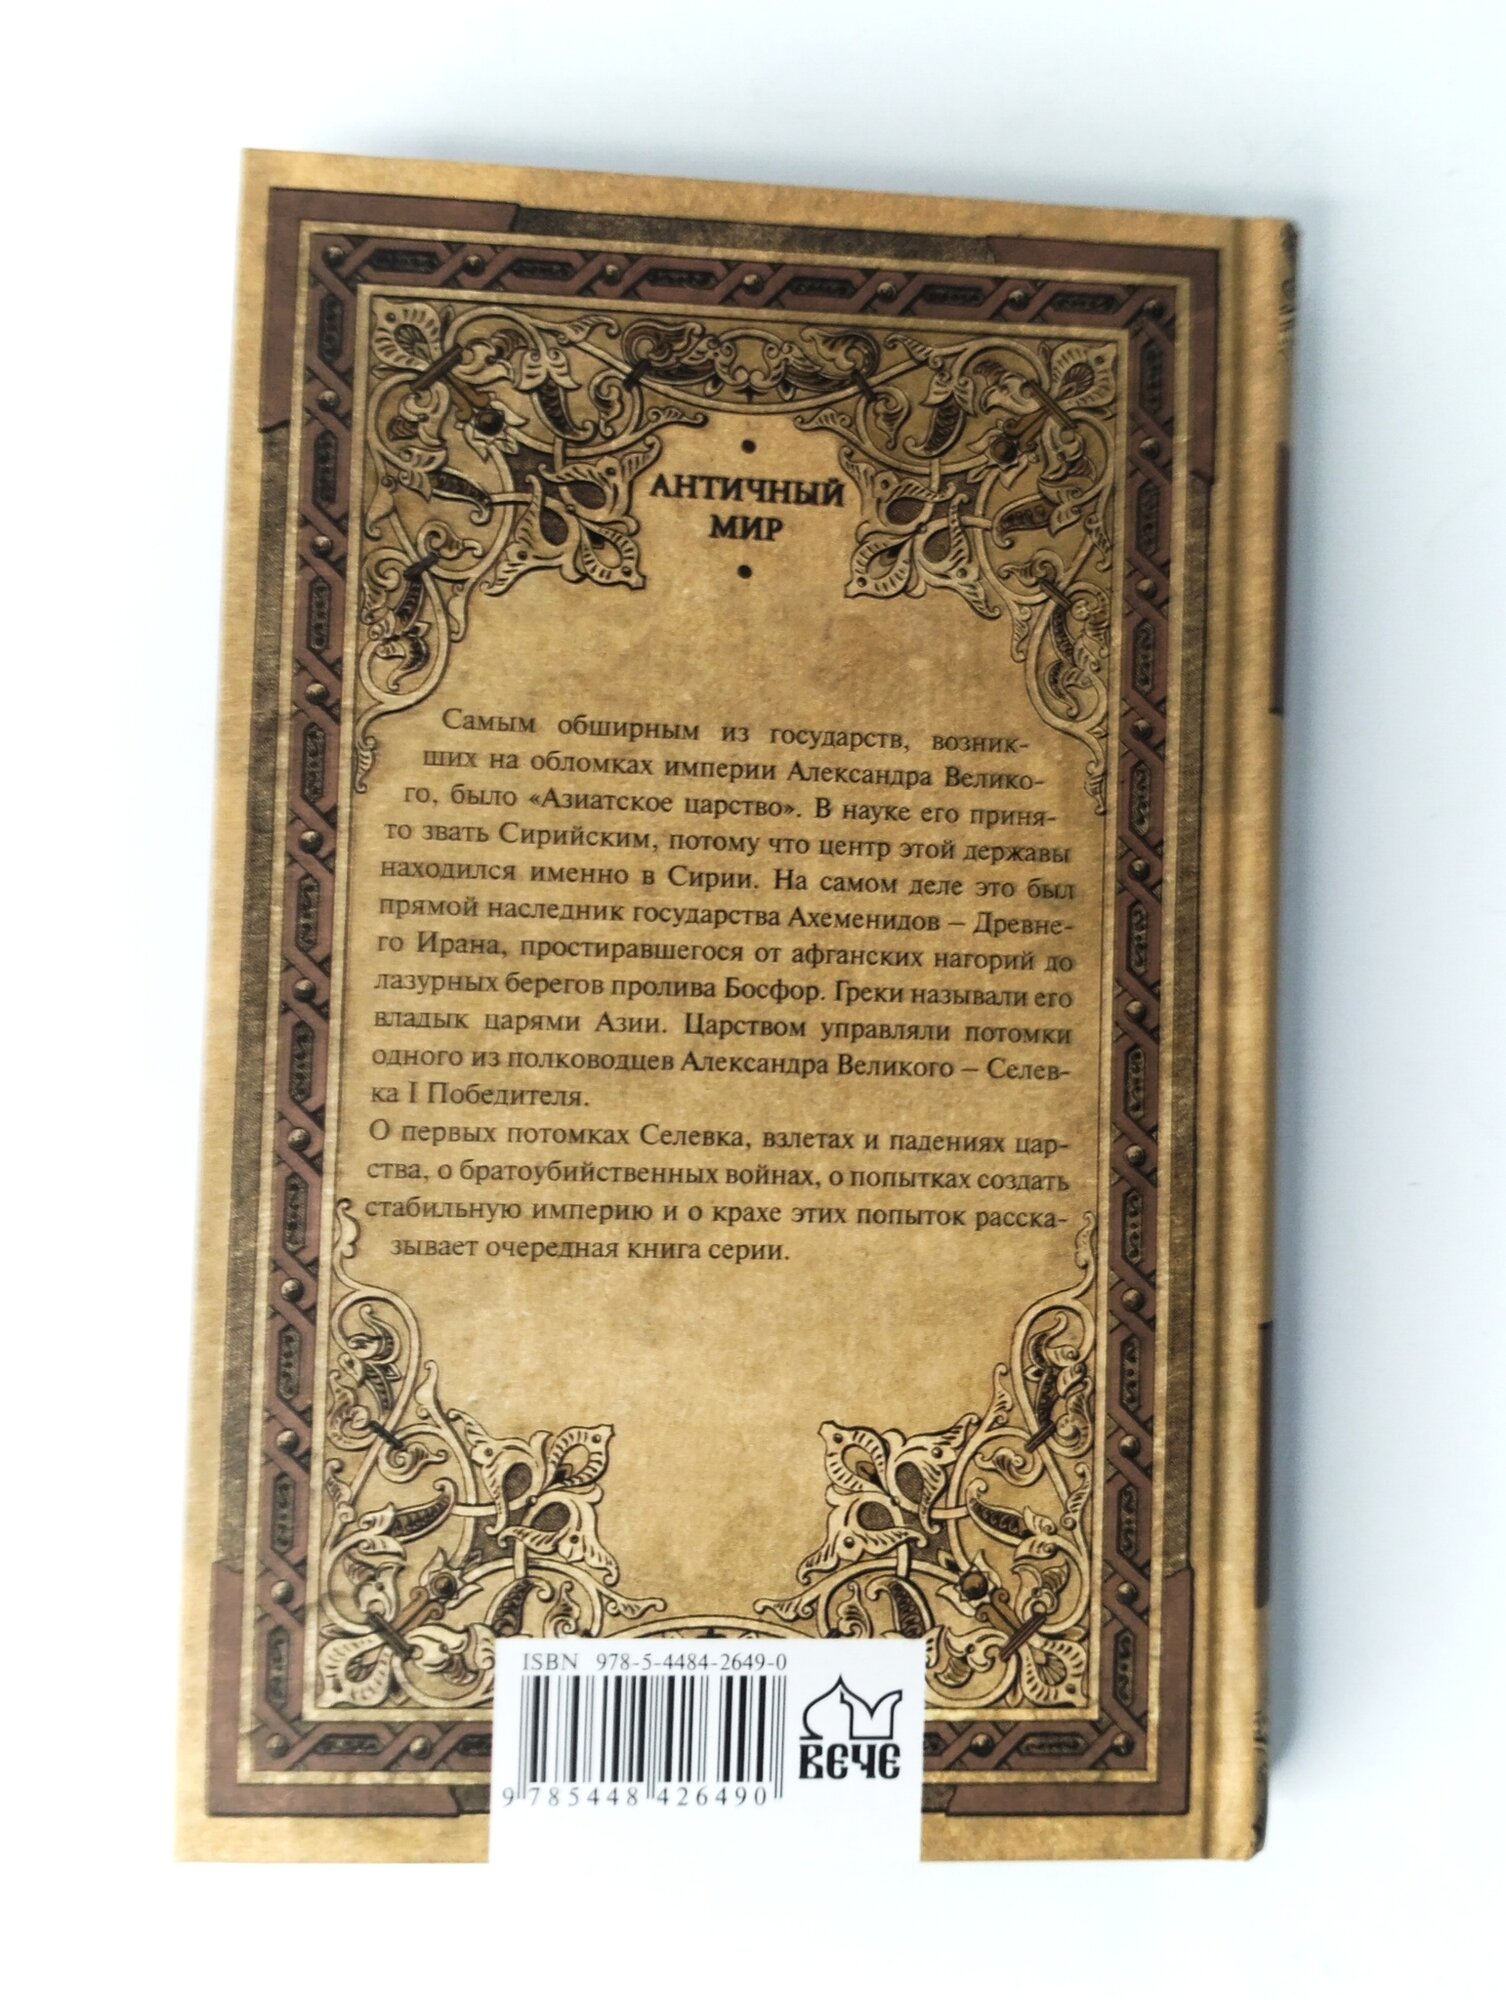 АНТИЧНЫЙ
МИР
Самым обширным из государств, возник-
ших на обломках империи Александра Велико-
го, было «Азиатское царство». В науке его приня-
то звать Сирийским, потому что центр этой державы
находился именно в Сирии. На самом деле это был
прямой наследник государства Ахеменидов – Древне-
го Ирана, простиравшегося от афганских нагорий до
лазурных берегов пролива Босфор. Греки называли его
владык царями Азии. Царством управляли потомки
одного из полководцев Александра Великого – Селев-
ка I Победителя.
О первых потомках Селевка, взлетах и падениях цар-
ства, о братоубийственных войнах, о попытках создать
стабильную империю и о крахе этих попыток расска-
зывает очередная книга серии.
ISBN 978-5-4484-2649-0
9 785448 426490
ВЕЧЕ